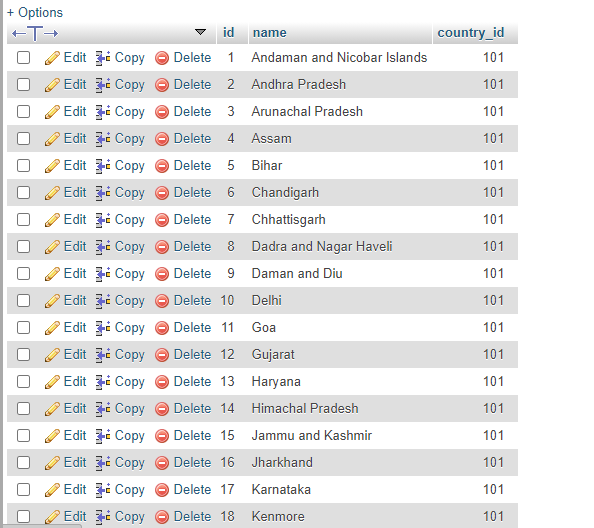 + Options
id name country_id
Edit Copy Delete 1 Andaman and Nicobar Islands 101
Edit Copy Delete 2 Andhra Pradesh 101
Edit Copy Delete 3 Arunachal Pradesh 101
Edit Copy Delete 4 Assam 101
Edit Copy Delete 5 Bihar 101
Edit Copy Delete 6 Chandigarh 101
Edit Copy Delete 7 Chhattisgarh 101
Edit Copy Delete 8 Dadra and Nagar Haveli 101
Edit Copy Delete 9 Daman and Diu 101
Edit Copy Delete 10 Delhi 101
Edit Copy Delete 11 Goa 101
Edit Copy Delete 12 Gujarat 101
Edit Copy Delete 13 Haryana 101
Edit Copy Delete 14 Himachal Pradesh 101
Edit Copy Delete 15 Jammu and Kashmir 101
Edit Copy Delete 16 Jharkhand 101
Edit Copy Delete 17 Karnataka 101
Edit Copy Delete 18 Kenmore 101